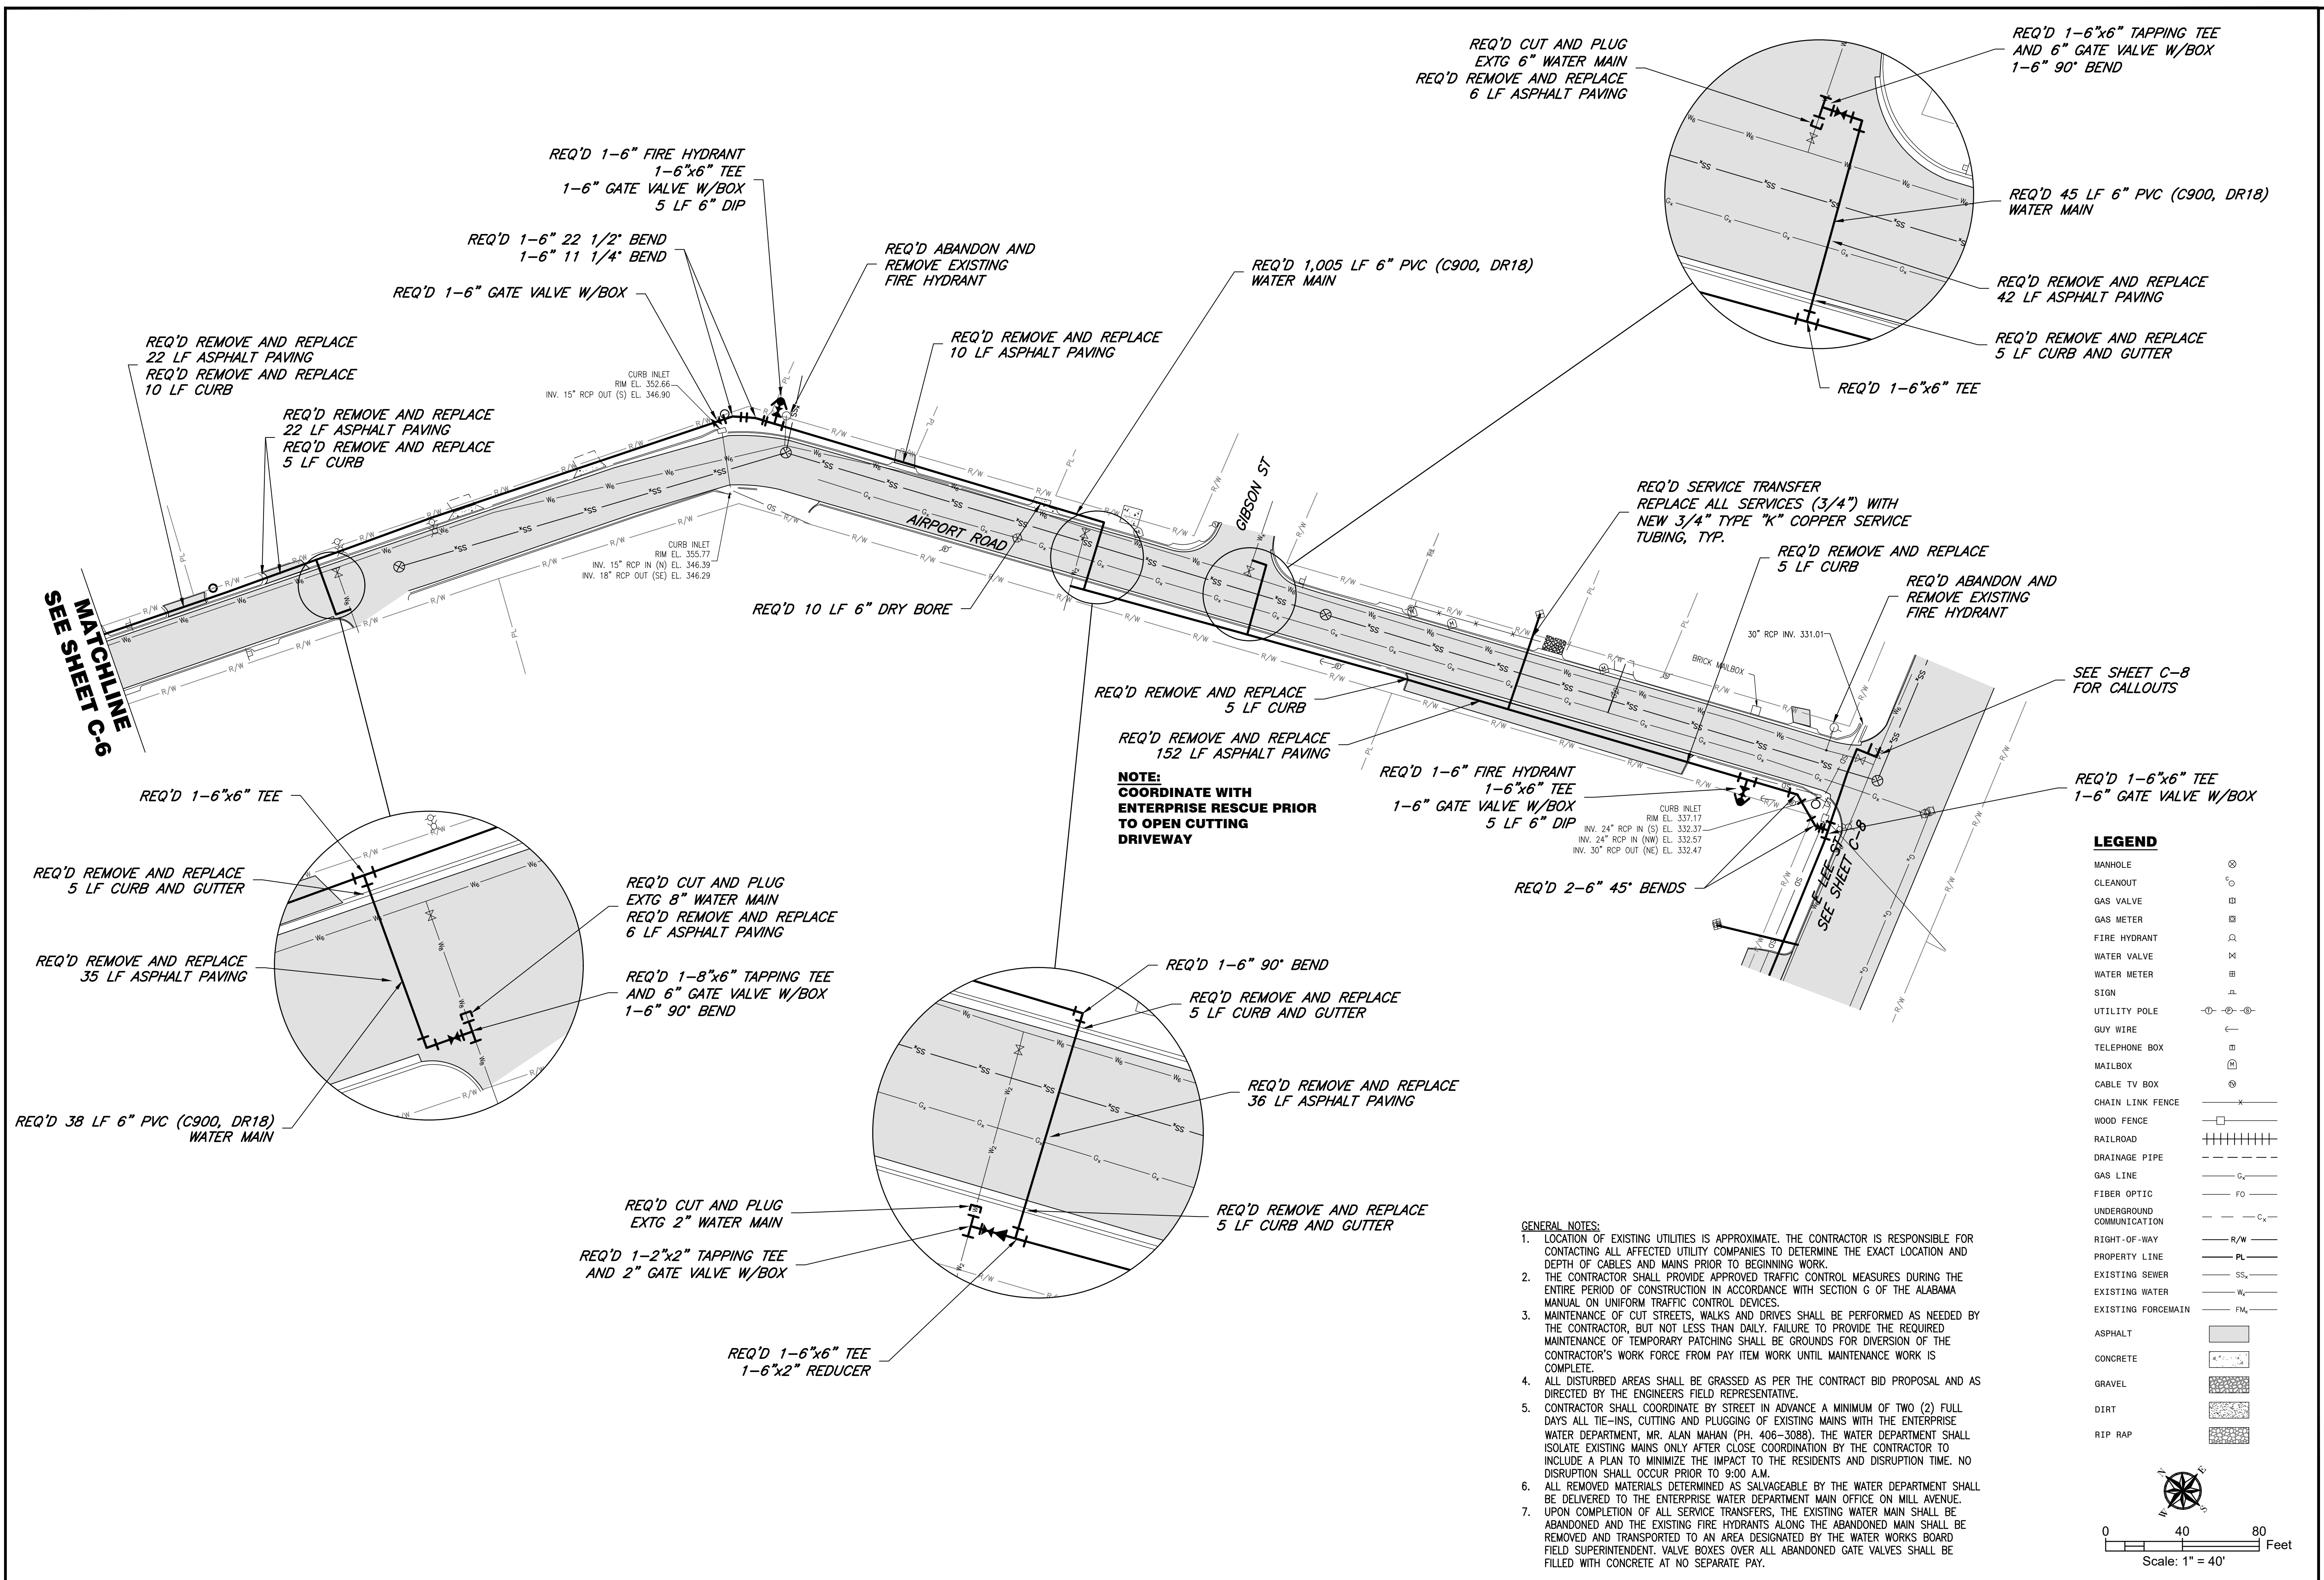 REQ'D CUT AND PLUG
EXTG 6" WATER MAIN
REQ'D REMOVE AND REPLACE
6 LF ASPHALT PAVING
REQ'D 1-6"x6" TAPPING TEE
AND 6" GATE VALVE W/BOX
1-6" 90° BEND
REQ'D 45 LF 6" PVC (C900, DR18)
WATER MAIN
REQ'D REMOVE AND REPLACE
42 LF ASPHALT PAVING
REQ'D REMOVE AND REPLACE
5 LF CURB AND GUTTER
REQ'D 1-6"x6" TEE
REQ'D 1-6" FIRE HYDRANT
1-6"x6" TEE
1-6" GATE VALVE W/BOX
5 LF 6" DIP
REQ'D 1-6" 22 1/2° BEND
1-6" 11 1/4° BEND
REQ'D 1-6" GATE VALVE W/BOX
REQ'D ABANDON AND
REMOVE EXISTING
FIRE HYDRANT
REQ'D 1,005 LF 6" PVC (C900, DR18)
WATER MAIN
REQ'D REMOVE AND REPLACE
10 LF ASPHALT PAVING
REQ'D REMOVE AND REPLACE
22 LF ASPHALT PAVING
REQ'D REMOVE AND REPLACE
10 LF CURB
REQ'D REMOVE AND REPLACE
22 LF ASPHALT PAVING
REQ'D REMOVE AND REPLACE
5 LF CURB
CURB INLET
RIM EL. 352.66
INV. 15" RCP OUT (S) EL. 346.90
CURB INLET
RIM EL. 355.77
INV. 15" RCP IN (N) EL. 346.39
INV. 18" RCP OUT (SE) EL. 346.29
AIRPORT ROAD
GIBSON ST
REQ'D 10 LF 6" DRY BORE
REQ'D SERVICE TRANSFER
REPLACE ALL SERVICES (3/4") WITH
NEW 3/4" TYPE "K" COPPER SERVICE
TUBING, TYP.
REQ'D REMOVE AND REPLACE
5 LF CURB
REQ'D ABANDON AND
REMOVE EXISTING
FIRE HYDRANT
30" RCP INV. 331.01
BRICK MAILBOX
SEE SHEET C-8
FOR CALLOUTS
MATCHLINE
SEE SHEET C-6
REQ'D REMOVE AND REPLACE
5 LF CURB
REQ'D REMOVE AND REPLACE
152 LF ASPHALT PAVING
NOTE:
COORDINATE WITH
ENTERPRISE RESCUE PRIOR
TO OPEN CUTTING
DRIVEWAY
REQ'D 1-6" FIRE HYDRANT
1-6"x6" TEE
1-6" GATE VALVE W/BOX
5 LF 6" DIP
CURB INLET
RIM EL. 337.17
INV. 24" RCP IN (S) EL. 332.37
INV. 24" RCP IN (NW) EL. 332.57
INV. 30" RCP OUT (NE) EL. 332.47
REQ'D 2-6" 45° BENDS
E LEE ST
SEE SHEET C-8
REQ'D 1-6"x6" TEE
1-6" GATE VALVE W/BOX
REQ'D 1-6"x6" TEE
REQ'D REMOVE AND REPLACE
5 LF CURB AND GUTTER
REQ'D REMOVE AND REPLACE
35 LF ASPHALT PAVING
REQ'D 38 LF 6" PVC (C900, DR18)
WATER MAIN
REQ'D CUT AND PLUG
EXTG 8" WATER MAIN
REQ'D REMOVE AND REPLACE
6 LF ASPHALT PAVING
REQ'D 1-8"x6" TAPPING TEE
AND 6" GATE VALVE W/BOX
1-6" 90° BEND
REQ'D 1-6" 90° BEND
REQ'D REMOVE AND REPLACE
5 LF CURB AND GUTTER
REQ'D REMOVE AND REPLACE
36 LF ASPHALT PAVING
REQ'D REMOVE AND REPLACE
5 LF CURB AND GUTTER
REQ'D CUT AND PLUG
EXTG 2" WATER MAIN
REQ'D 1-2"x2" TAPPING TEE
AND 2" GATE VALVE W/BOX
REQ'D 1-6"x6" TEE
1-6"x2" REDUCER
GENERAL NOTES:
1. LOCATION OF EXISTING UTILITIES IS APPROXIMATE. THE CONTRACTOR IS RESPONSIBLE FOR
CONTACTING ALL AFFECTED UTILITY COMPANIES TO DETERMINE THE EXACT LOCATION AND
DEPTH OF CABLES AND MAINS PRIOR TO BEGINNING WORK.
2. THE CONTRACTOR SHALL PROVIDE APPROVED TRAFFIC CONTROL MEASURES DURING THE
ENTIRE PERIOD OF CONSTRUCTION IN ACCORDANCE WITH SECTION G OF THE ALABAMA
MANUAL ON UNIFORM TRAFFIC CONTROL DEVICES.
3. MAINTENANCE OF CUT STREETS, WALKS AND DRIVES SHALL BE PERFORMED AS NEEDED BY
THE CONTRACTOR, BUT NOT LESS THAN DAILY. FAILURE TO PROVIDE THE REQUIRED
MAINTENANCE OF TEMPORARY PATCHING SHALL BE GROUNDS FOR DIVERSION OF THE
CONTRACTOR'S WORK FORCE FROM PAY ITEM WORK UNTIL MAINTENANCE WORK IS
COMPLETE.
4. ALL DISTURBED AREAS SHALL BE GRASSED AS PER THE CONTRACT BID PROPOSAL AND AS
DIRECTED BY THE ENGINEERS FIELD REPRESENTATIVE.
5. CONTRACTOR SHALL COORDINATE BY STREET IN ADVANCE A MINIMUM OF TWO (2) FULL
DAYS ALL TIE-INS, CUTTING AND PLUGGING OF EXISTING MAINS WITH THE ENTERPRISE
WATER DEPARTMENT, MR. ALAN MAHAN (PH. 406-3088). THE WATER DEPARTMENT SHALL
ISOLATE EXISTING MAINS ONLY AFTER CLOSE COORDINATION BY THE CONTRACTOR TO
INCLUDE A PLAN TO MINIMIZE THE IMPACT TO THE RESIDENTS AND DISRUPTION TIME. NO
DISRUPTION SHALL OCCUR PRIOR TO 9:00 A.M.
6. ALL REMOVED MATERIALS DETERMINED AS SALVAGEABLE BY THE WATER DEPARTMENT SHALL
BE DELIVERED TO THE ENTERPRISE WATER DEPARTMENT MAIN OFFICE ON MILL AVENUE.
7. UPON COMPLETION OF ALL SERVICE TRANSFERS, THE EXISTING WATER MAIN SHALL BE
ABANDONED AND THE EXISTING FIRE HYDRANTS ALONG THE ABANDONED MAIN SHALL BE
REMOVED AND TRANSPORTED TO AN AREA DESIGNATED BY THE WATER WORKS BOARD
FIELD SUPERINTENDENT. VALVE BOXES OVER ALL ABANDONED GATE VALVES SHALL BE
FILLED WITH CONCRETE AT NO SEPARATE PAY.
LEGEND
MANHOLE
CLEANOUT
GAS VALVE
GAS METER
FIRE HYDRANT
WATER VALVE
WATER METER
SIGN
UTILITY POLE
GUY WIRE
TELEPHONE BOX
MAILBOX
CABLE TV BOX
CHAIN LINK FENCE
WOOD FENCE
RAILROAD
DRAINAGE PIPE
GAS LINE Gx
FIBER OPTIC FO
UNDERGROUND
COMMUNICATION Cx
RIGHT-OF-WAY R/W
PROPERTY LINE PL
EXISTING SEWER SSx
EXISTING WATER Wx
EXISTING FORCEMAIN FMx
ASPHALT
CONCRETE
GRAVEL
DIRT
RIP RAP
N E
W S
0 40 80
Feet
Scale: 1" = 40'